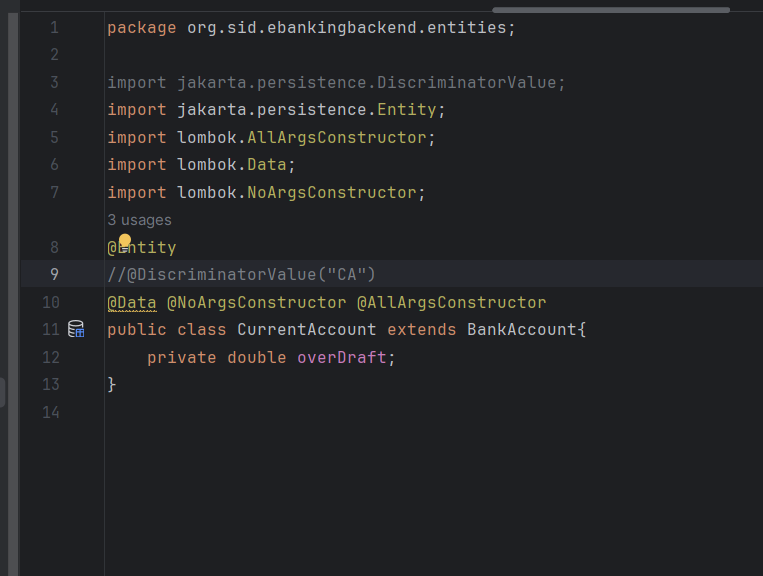 1 package org.sid.ebankingbackend.entities;
2
3 import jakarta.persistence.DiscriminatorValue;
4 import jakarta.persistence.Entity;
5 import lombok.AllArgsConstructor;
6 import lombok.Data;
7 import lombok.NoArgsConstructor;
3 usages
8 @Entity
9 //@DiscriminatorValue("CA")
10 @Data @NoArgsConstructor @AllArgsConstructor
11 public class CurrentAccount extends BankAccount{
12 private double overDraft;
13 }
14